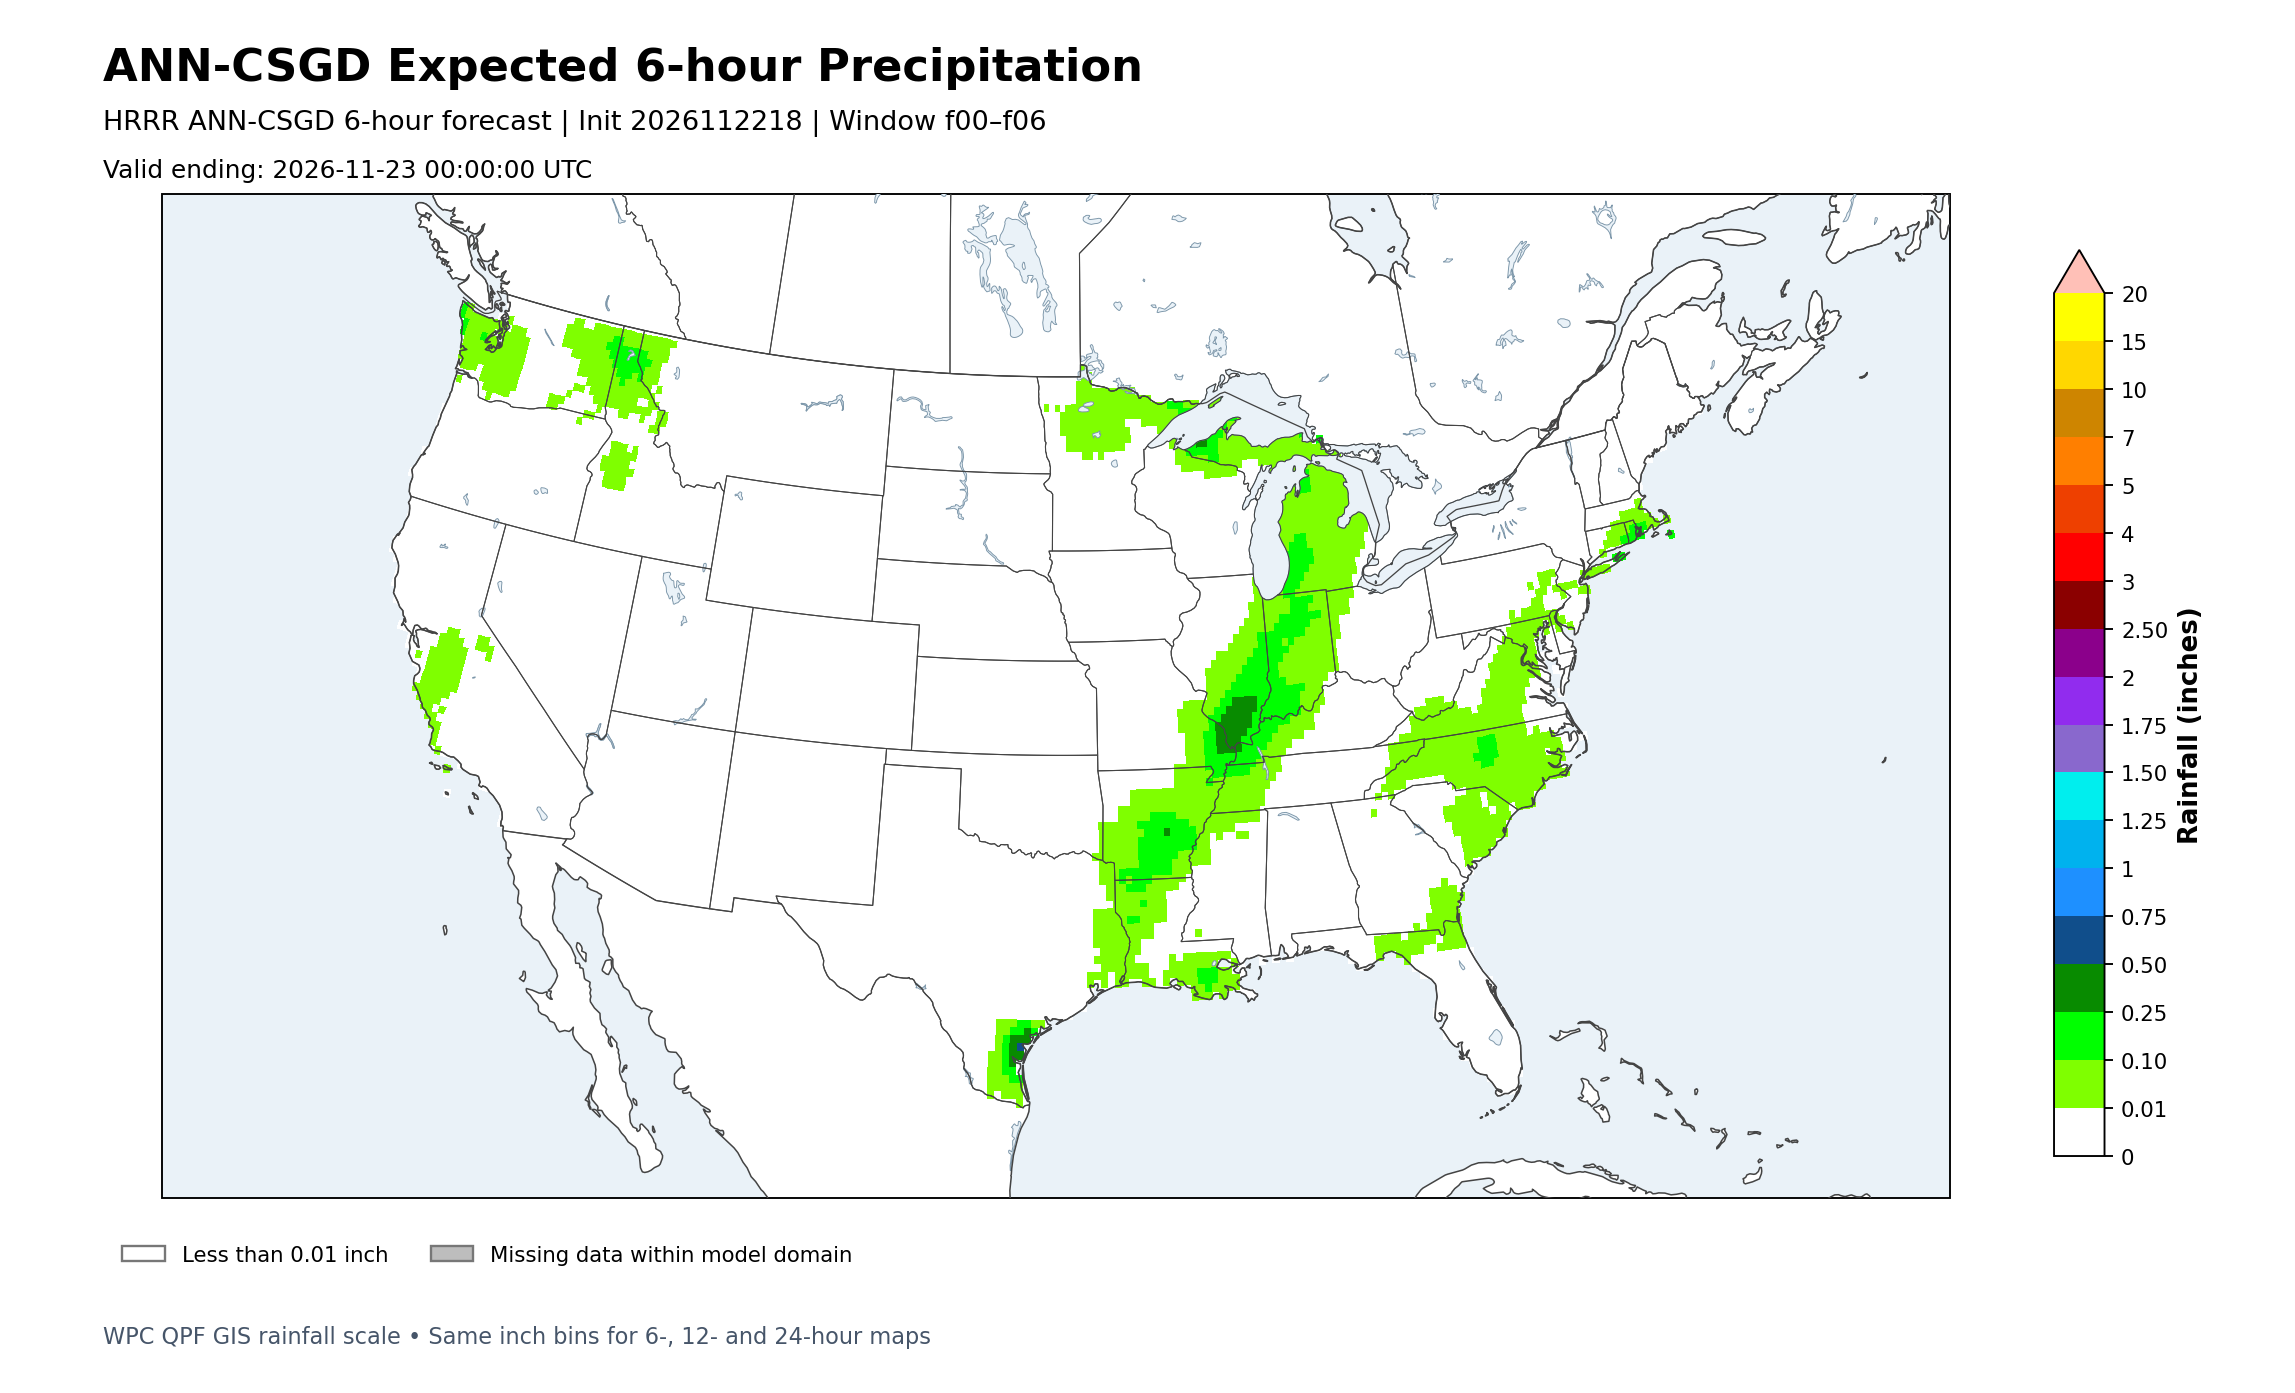 ANN-CSGD Expected 6-hour Precipitation
HRRR ANN-CSGD 6-hour forecast | Init 2026112218 | Window f00–f06
Valid ending: 2026-11-23 00:00:00 UTC
20
15
10
7
5
4
3
2.50
2
1.75
1.50
1.25
1
0.75
0.50
0.25
0.10
0.01
0
Rainfall (inches)
Less than 0.01 inch
Missing data within model domain
WPC QPF GIS rainfall scale • Same inch bins for 6-, 12- and 24-hour maps